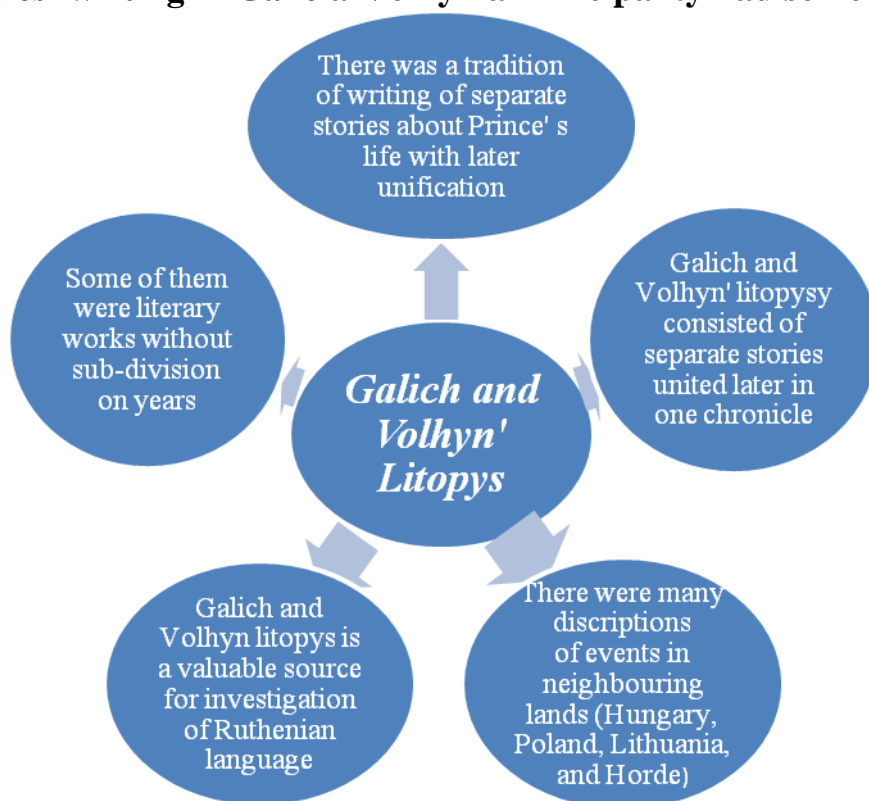 There was a tradition
of writing of separate
stories about Prince' s
life with later
unification
Some of them
were literary
works without
sub-division
on years
Galich and
Volhyn' litopysy
consisted of
separate stories
united later in
one chronicle
Galich and
Volhyn'
Litopys
Galich and
Volhyn litopys is
a valuable source
for investigation
of Ruthenian
language
There were many
discriptions
of events in
neighbouring
lands (Hungary,
Poland, Lithuania,
and Horde)